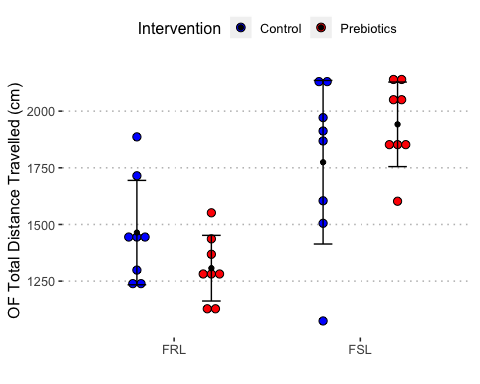 Intervention Control Prebiotics
OF Total Distance Travelled (cm)
2000
1750
1500
1250
FRL FSL